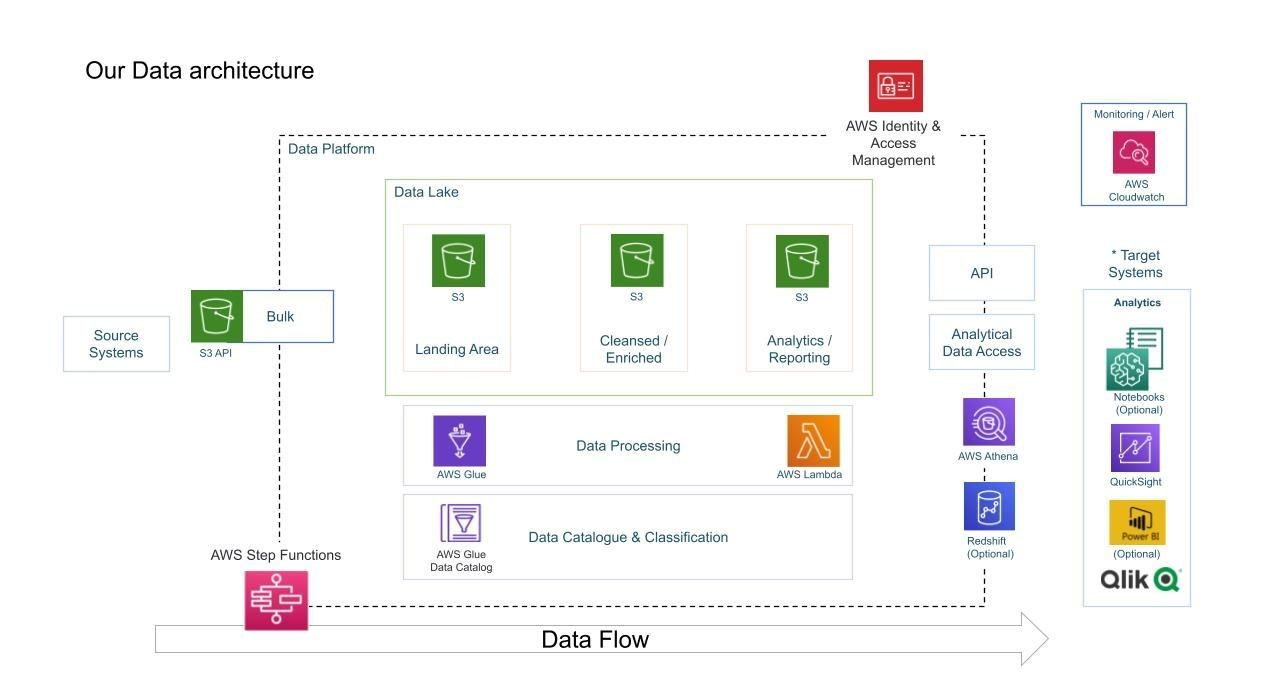 Our Data architecture
AWS Identity &
Access
Management
Monitoring / Alert
AWS
Cloudwatch
Data Platform
Data Lake
S3
Landing Area
S3
Cleansed /
Enriched
S3
Analytics /
Reporting
Source
Systems
Bulk
S3 API
API
Analytical
Data Access
AWS Athena
Redshift
(Optional)
* Target
Systems
Analytics
Notebooks
(Optional)
QuickSight
Power BI
(Optional)
Qlik
AWS Glue
Data Processing
AWS Lambda
AWS Glue
Data Catalog
Data Catalogue & Classification
AWS Step Functions
Data Flow